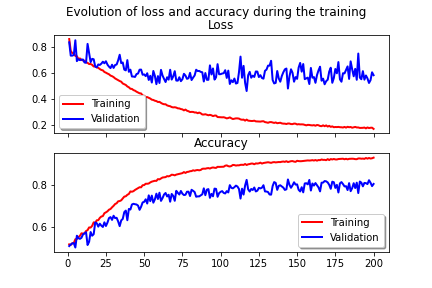 Evolution of loss and accuracy during the training
Loss
0.8
0.6
0.4
0.2
Training
Validation
Accuracy
0.8
0.6
Training
Validation
0 25 50 75 100 125 150 175 200